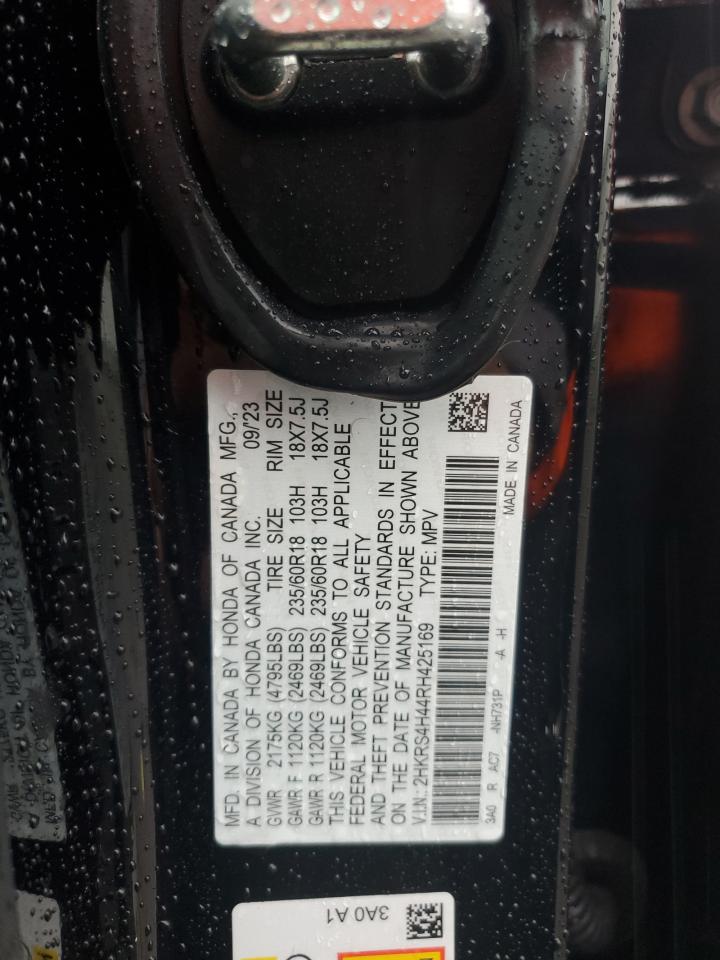 MFD. IN CANADA BY HONDA OF CANADA MFG.,
A DIVISION OF HONDA CANADA INC. 09/'23
GVWR 2175KG (4795LBS) TIRE SIZE RIM SIZE
GAWR F 1120KG (2469LBS) 235/60R18 103H 18X7.5J
GAWR R 1120KG (2469LBS) 235/60R18 103H 18X7.5J
THIS VEHICLE CONFORMS TO ALL APPLICABLE
FEDERAL MOTOR VEHICLE SAFETY
AND THEFT PREVENTION STANDARDS IN EFFECT
ON THE DATE OF MANUFACTURE SHOWN ABOVE
V.I.N.: 2HKRS4H44RH425169 TYPE: MPV
3A0 R AC7 -NH731P -A -H
MADE IN CANADA
3A0 A1